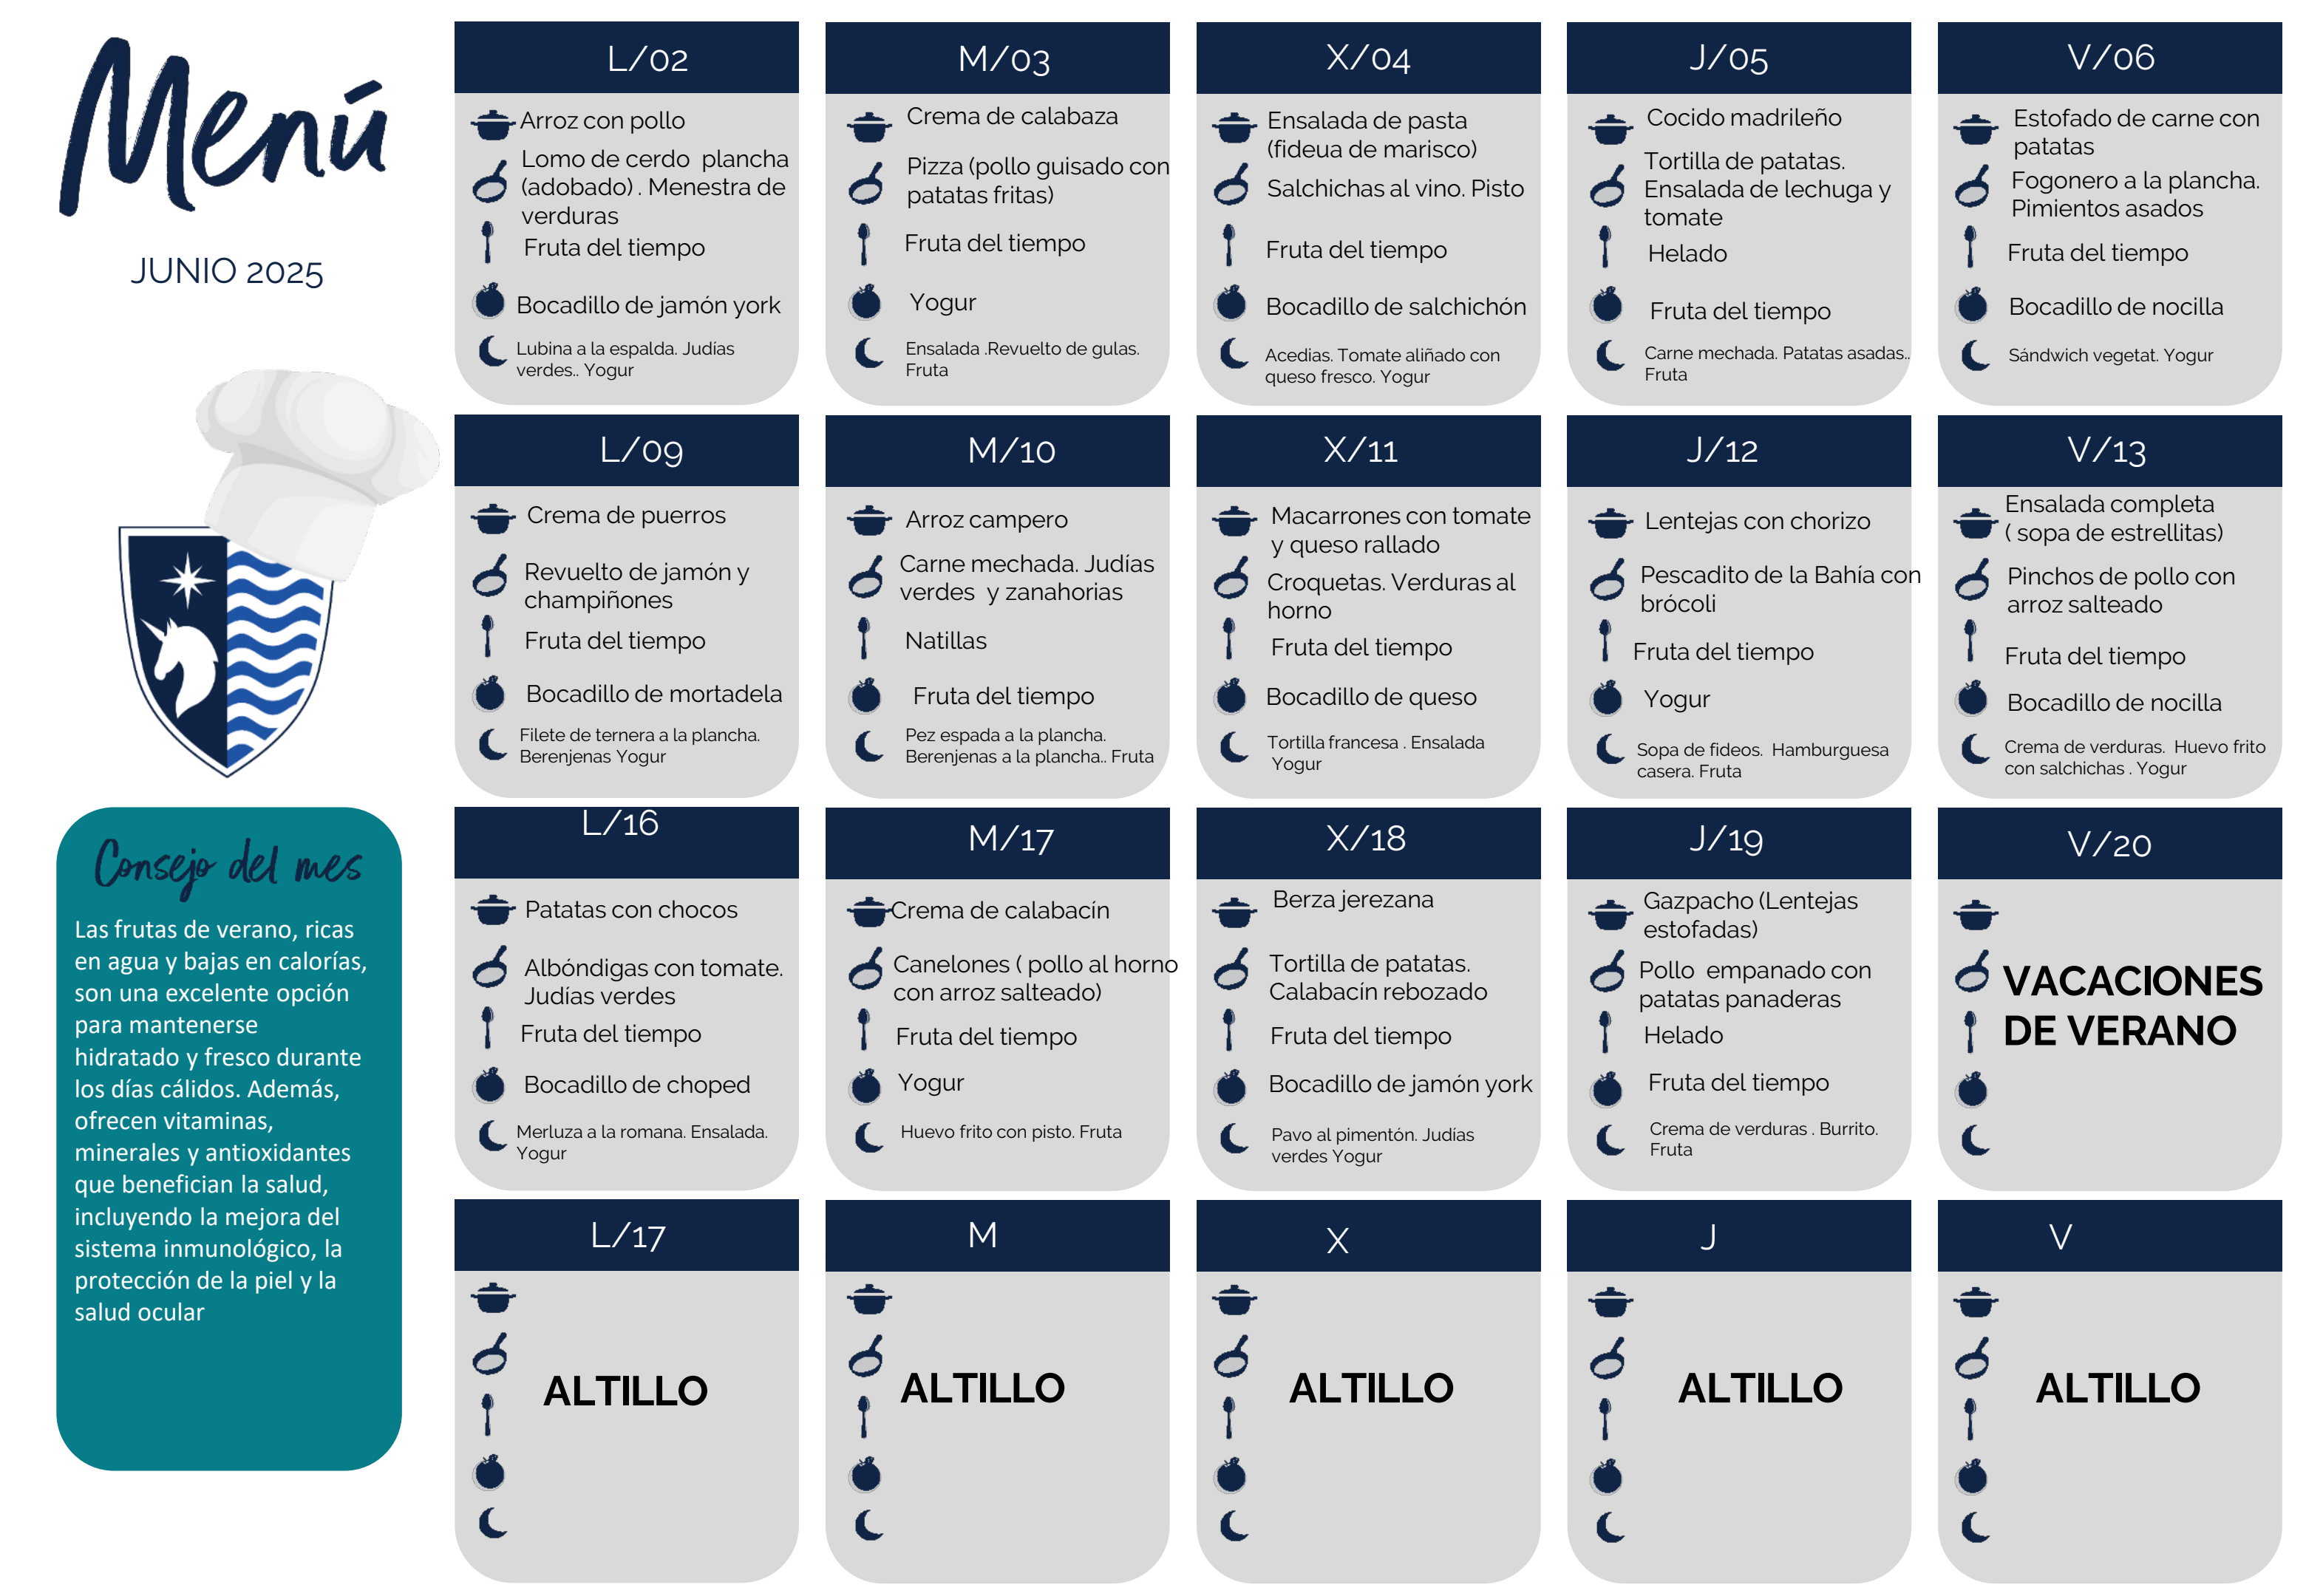 Menú
JUNIO 2025
L/02
Arroz con pollo
Lomo de cerdo  plancha
(adobado) . Menestra de
verduras
Fruta del tiempo
Bocadillo de jamón york
Lubina a la espalda. Judías
verdes.. Yogur
M/03
Crema de calabaza
Pizza (pollo guisado con
patatas fritas)
Fruta del tiempo
Yogur
Ensalada .Revuelto de gulas.
Fruta
X/04
Ensalada de pasta
(fideua de marisco)
Salchichas al vino. Pisto
Fruta del tiempo
Bocadillo de salchichón
Acedias. Tomate aliñado con
queso fresco. Yogur
J/05
Cocido madrileño
Tortilla de patatas.
Ensalada de lechuga y
tomate
Helado
Fruta del tiempo
Carne mechada. Patatas asadas..
Fruta
V/06
Estofado de carne con
patatas
Fogonero a la plancha.
Pimientos asados
Fruta del tiempo
Bocadillo de nocilla
Sándwich vegetat. Yogur
L/09
Crema de puerros
Revuelto de jamón y
champiñones
Fruta del tiempo
Bocadillo de mortadela
Filete de ternera a la plancha.
Berenjenas Yogur
M/10
Arroz campero
Carne mechada. Judías
verdes  y zanahorias
Natillas
Fruta del tiempo
Pez espada a la plancha.
Berenjenas a la plancha.. Fruta
X/11
Macarrones con tomate
y queso rallado
Croquetas. Verduras al
horno
Fruta del tiempo
Bocadillo de queso
Tortilla francesa . Ensalada
Yogur
J/12
Lentejas con chorizo
Pescadito de la Bahía con
brócoli
Fruta del tiempo
Yogur
Sopa de fideos.  Hamburguesa
casera. Fruta
V/13
Ensalada completa
( sopa de estrellitas)
Pinchos de pollo con
arroz salteado
Fruta del tiempo
Bocadillo de nocilla
Crema de verduras.  Huevo frito
con salchichas . Yogur
Consejo del mes
Las frutas de verano, ricas
en agua y bajas en calorías,
son una excelente opción
para mantenerse
hidratado y fresco durante
los días cálidos. Además,
ofrecen vitaminas,
minerales y antioxidantes
que benefician la salud,
incluyendo la mejora del
sistema inmunológico, la
protección de la piel y la
salud ocular
L/16
Patatas con chocos
Albóndigas con tomate.
Judías verdes
Fruta del tiempo
Bocadillo de choped
Merluza a la romana. Ensalada.
Yogur
M/17
Crema de calabacín
Canelones ( pollo al horno
con arroz salteado)
Fruta del tiempo
Yogur
Huevo frito con pisto. Fruta
X/18
Berza jerezana
Tortilla de patatas.
Calabacín rebozado
Fruta del tiempo
Bocadillo de jamón york
Pavo al pimentón. Judías
verdes Yogur
J/19
Gazpacho (Lentejas
estofadas)
Pollo  empanado con
patatas panaderas
Helado
Fruta del tiempo
Crema de verduras . Burrito.
Fruta
V/20
VACACIONES
DE VERANO
L/17
ALTILLO
M
ALTILLO
X
ALTILLO
J
ALTILLO
V
ALTILLO